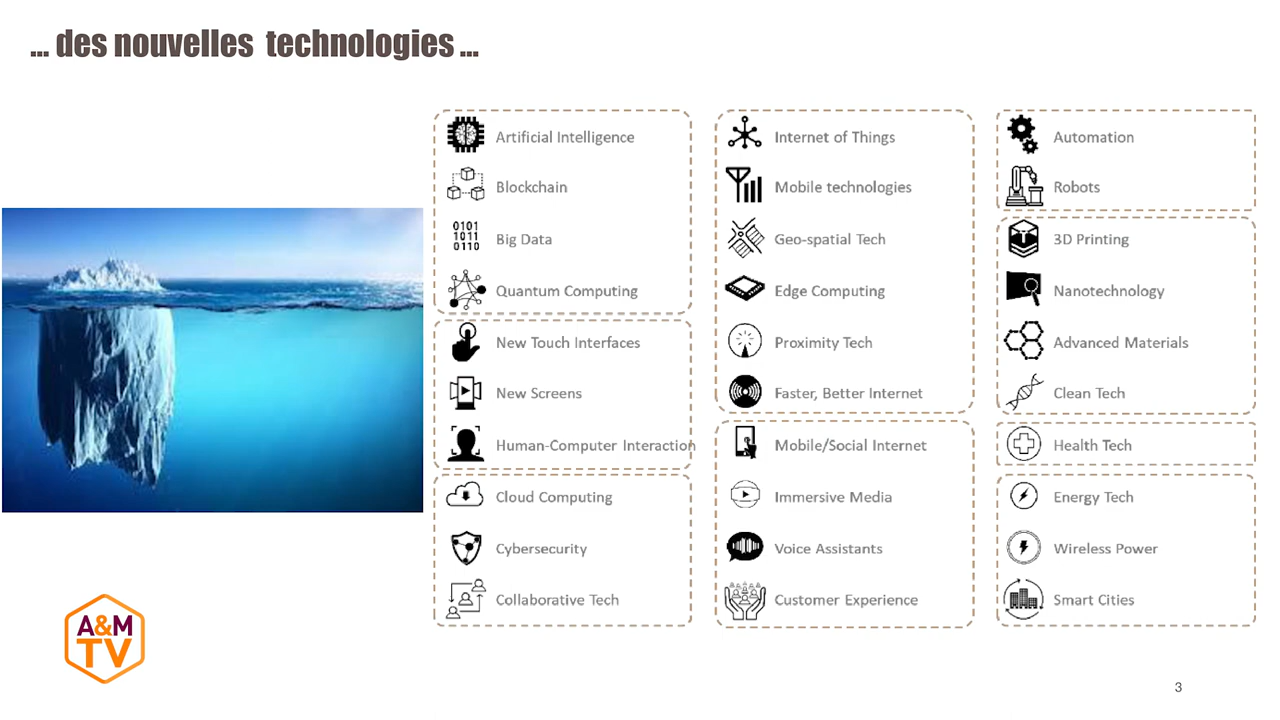 ... des nouvelles technologies ...
Artificial Intelligence
Blockchain
0101
1011
0110
Big Data
Quantum Computing
New Touch Interfaces
New Screens
Human-Computer Interaction
Cloud Computing
Cybersecurity
Collaborative Tech
Internet of Things
Mobile technologies
Geo-spatial Tech
Edge Computing
Proximity Tech
Faster, Better Internet
Mobile/Social Internet
Immersive Media
Voice Assistants
Customer Experience
Automation
Robots
3D Printing
Nanotechnology
Advanced Materials
Clean Tech
Health Tech
Energy Tech
Wireless Power
Smart Cities
A&M
TV
3